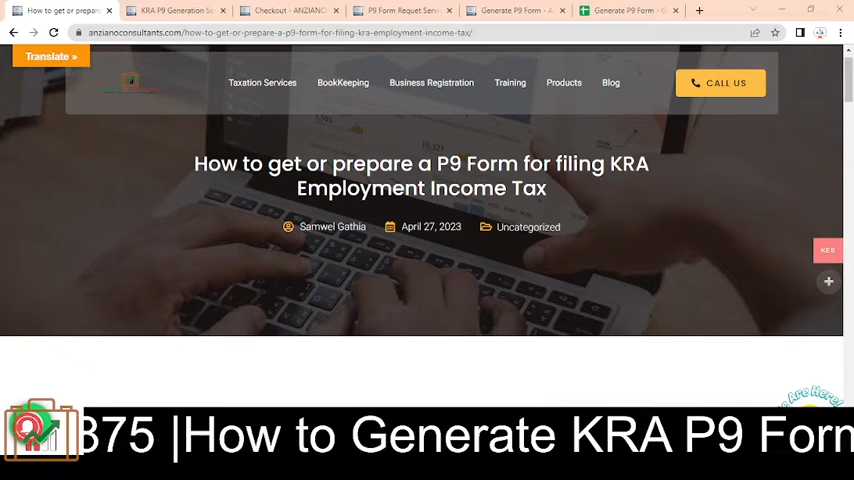 How to get or prepare
KRA P9 Generation Se
Checkout - ANZIANO
P9 Form Requet Serv
Generate P9 Form - A
Generate P9 Form - G
anzianoconsultants.com/how-to-get-or-prepare-a-p9-form-for-filing-kra-employment-income-tax/
Translate »
Taxation Services
BookKeeping
Business Registration
Training
Products
Blog
CALL US
How to get or prepare a P9 Form for filing KRA
Employment Income Tax
Samwel Gathia
April 27, 2023
Uncategorized
KES
Are Here!
375 |How to Generate KRA P9 Form